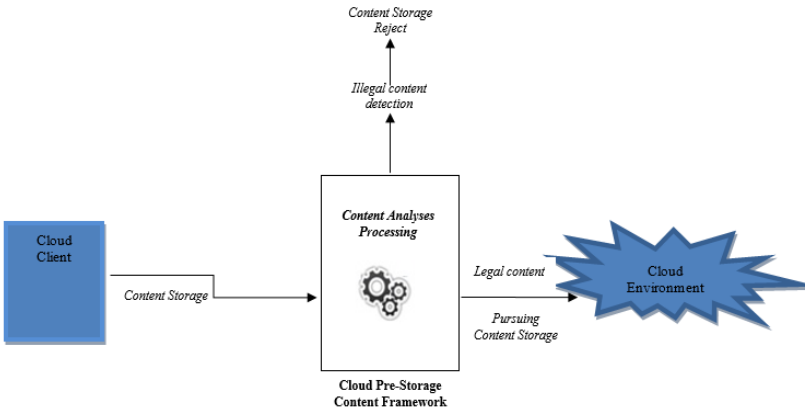 Content Storage
Reject
Illegal content
detection
Content Analyses
Processing
Cloud
Client
Content Storage
Legal content
Pursuing
Content Storage
Cloud
Environment
Cloud Pre-Storage
Content Framework